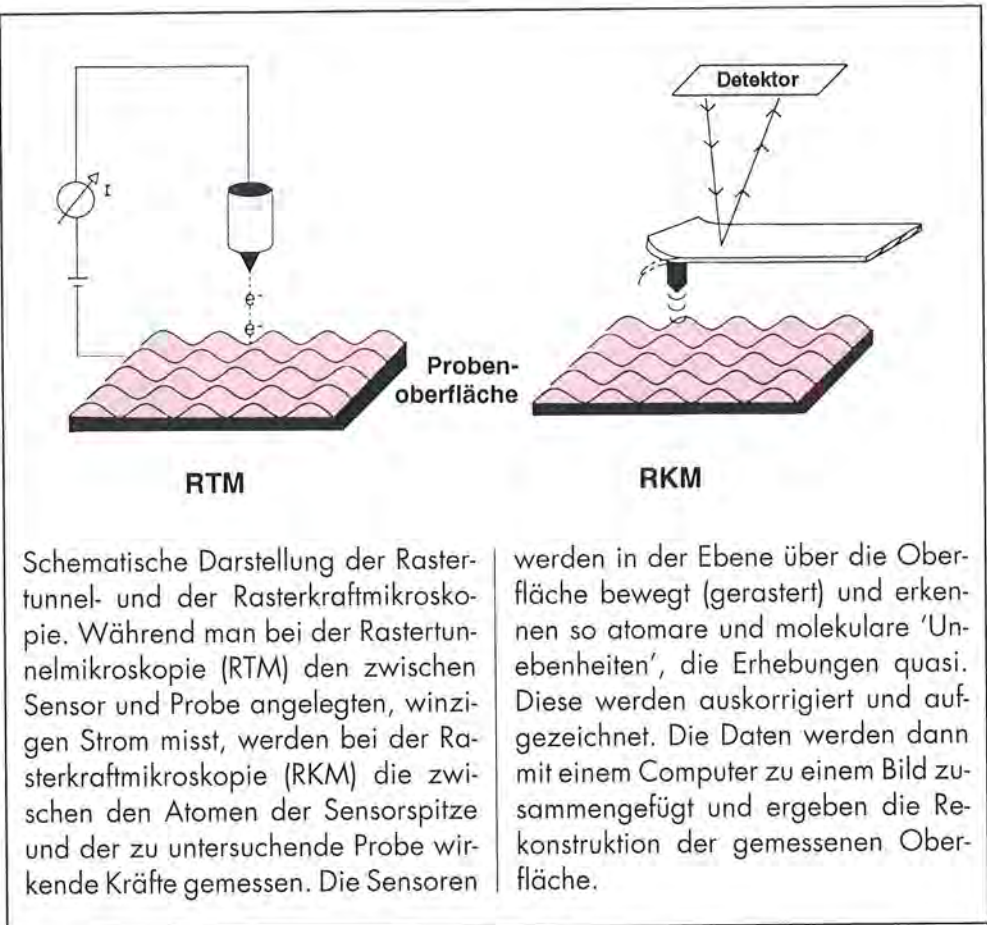 Detektor
I
e-
e-
Proben-
oberfläche
RTM
RKM
Schematische Darstellung der Raster-
tunnel- und der Rasterkraftmikrosko-
pie. Während man bei der Rastertun-
nelmikroskopie (RTM) den zwischen
Sensor und Probe angelegten, winzi-
gen Strom misst, werden bei der Ra-
sterkraftmikroskopie (RKM) die zwi-
schen den Atomen der Sensorspitze
und der zu untersuchende Probe wir-
kende Kräfte gemessen. Die Sensoren
werden in der Ebene über die Ober-
fläche bewegt (gerastert) und erken-
nen so atomare und molekulare 'Un-
ebenheiten', die Erhebungen quasi.
Diese werden auskorrigiert und auf-
gezeichnet. Die Daten werden dann
mit einem Computer zu einem Bild zu-
sammengefügt und ergeben die Re-
konstruktion der gemessenen Ober-
fläche.